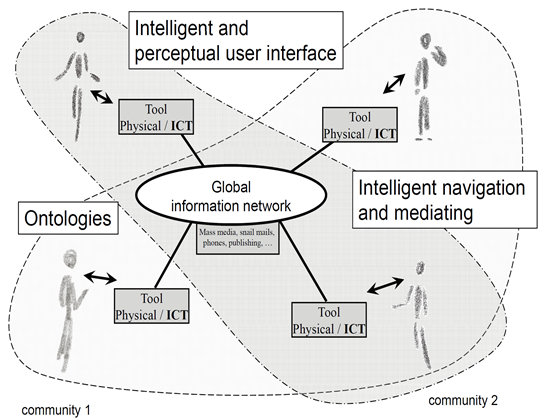 Intelligent and
perceptual user interface
Tool
Physical / ICT
Tool
Physical / ICT
Global
information network
Intelligent navigation
and mediating
Ontologies
Mass media, snail mails,
phones, publishing, …
Tool
Physical / ICT
Tool
Physical / ICT
community 1
community 2